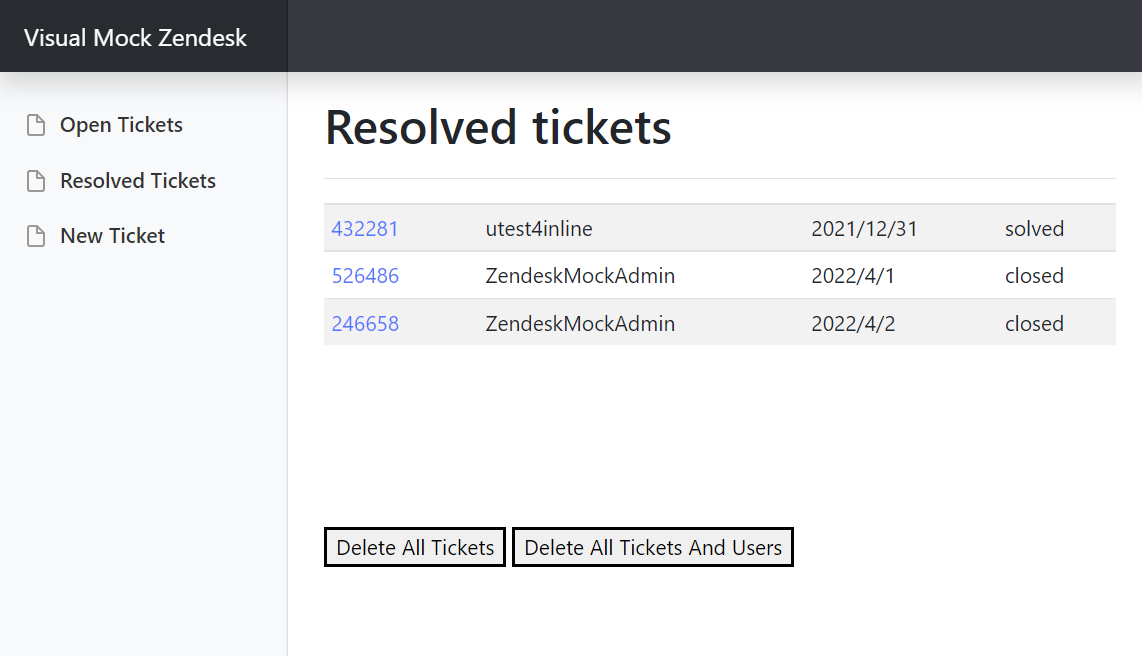 Visual Mock Zendesk
Open Tickets
Resolved Tickets
New Ticket
Resolved tickets
432281 utest4inline 2021/12/31 solved
526486 ZendeskMockAdmin 2022/4/1 closed
246658 ZendeskMockAdmin 2022/4/2 closed
Delete All Tickets Delete All Tickets And Users